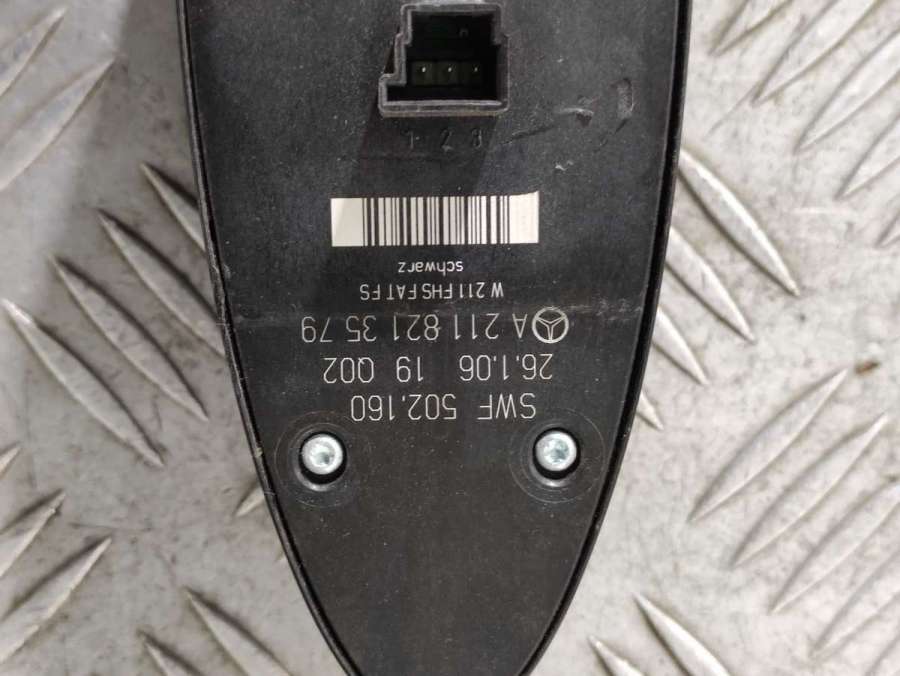 SWF 502.160
26.1.06 19 Q02
A 211 821 35 79
W 211 FHS F AT FS
schwarz
1 2 3